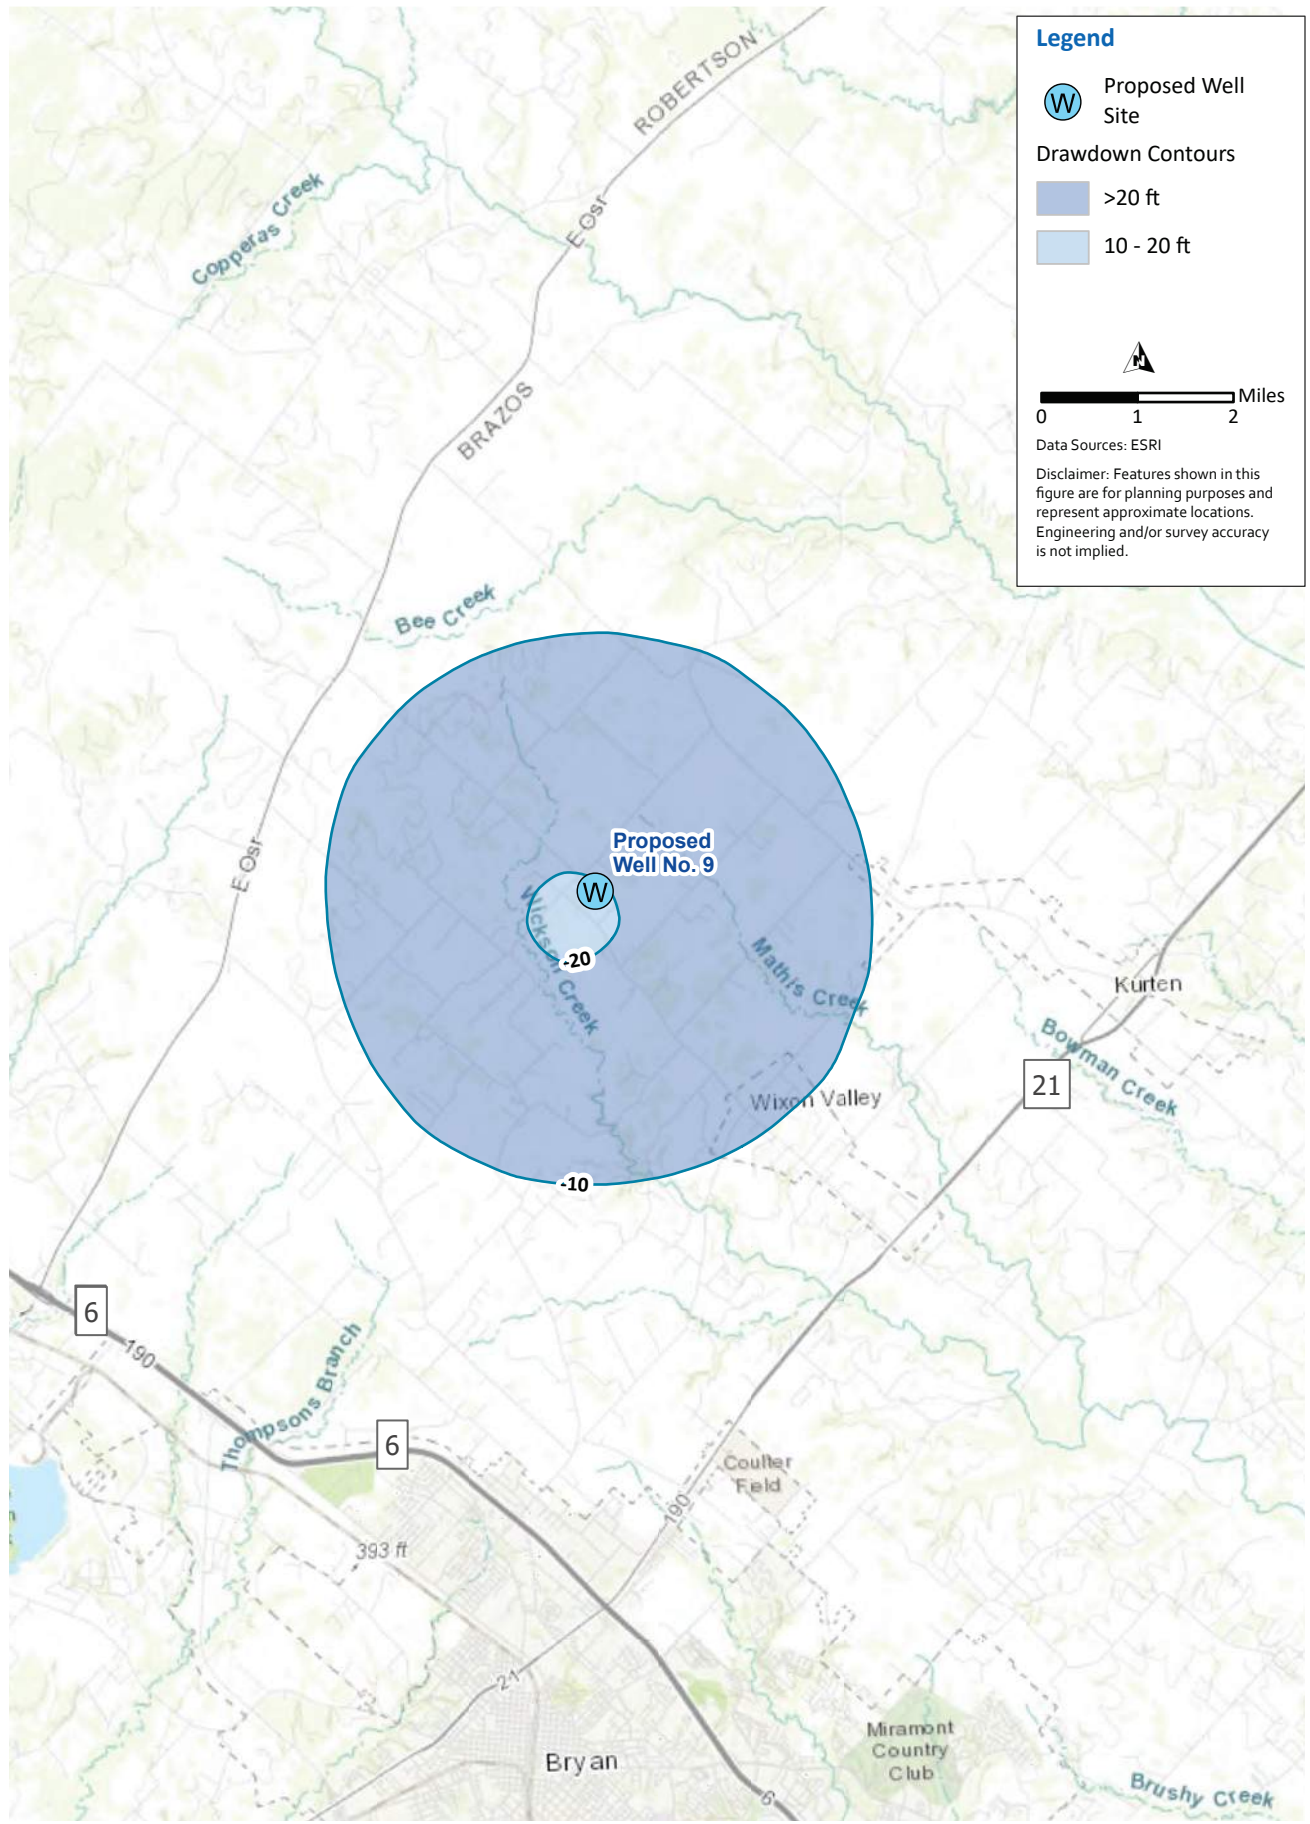 Legend
W
Proposed Well
Site
Drawdown Contours
>20 ft
10 - 20 ft
N
Miles
0 1 2
Data Sources: ESRI
Disclaimer: Features shown in this
figure are for planning purposes and
represent approximate locations.
Engineering and/or survey accuracy
is not implied.
ROBERTSON
Copperas Creek
E Osr
BRAZOS
Bee Creek
E Osr
Proposed
Well No. 9
W
Wickson Creek
-20
Mathis Creek
Kurten
Bowman Creek
21
Wixon Valley
-10
6
190
Thompsons Branch
6
Coulter
Field
190
393 ft
21
Bryan
Miramont
Country
Club
6
Brushy Creek